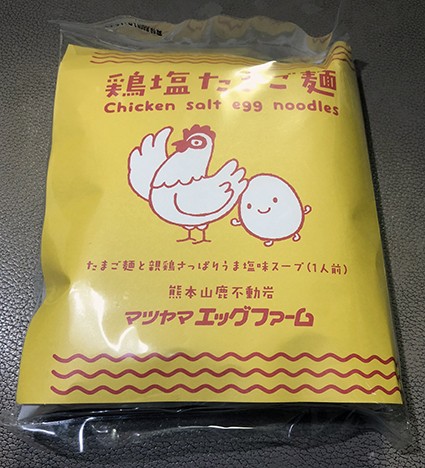 鶏塩たまご麺
Chicken salt egg noodles
たまご麺と親鶏さっぱりうま塩味スープ(1人前)
熊本山鹿不動岩
マツヤマエッグファーム